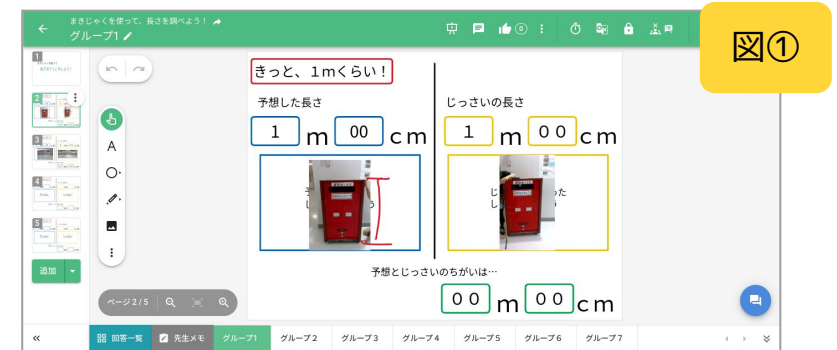 まきじゃくを使って、長さを調べよう！
グループ1
図①
きっと、1mくらい！
予想した長さ
1 m 00 cm
じっさいの長さ
1 m 00 cm
予想とじっさいのちがいは…
00 m 00 cm
1
2
3
4
5
追加
A
ページ 2 / 5
回答一覧
先生メモ
グループ1
グループ2
グループ3
グループ4
グループ5
グループ6
グループ7